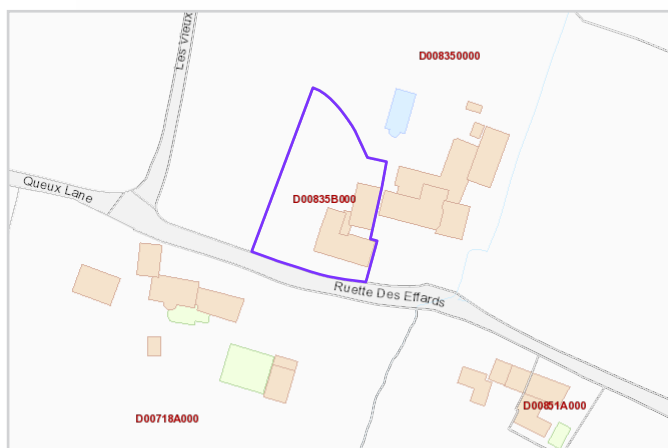 Les Vieux
D008350000
Queux Lane
D00835B000
Ruette Des Effards
D00718A000
D00851A000